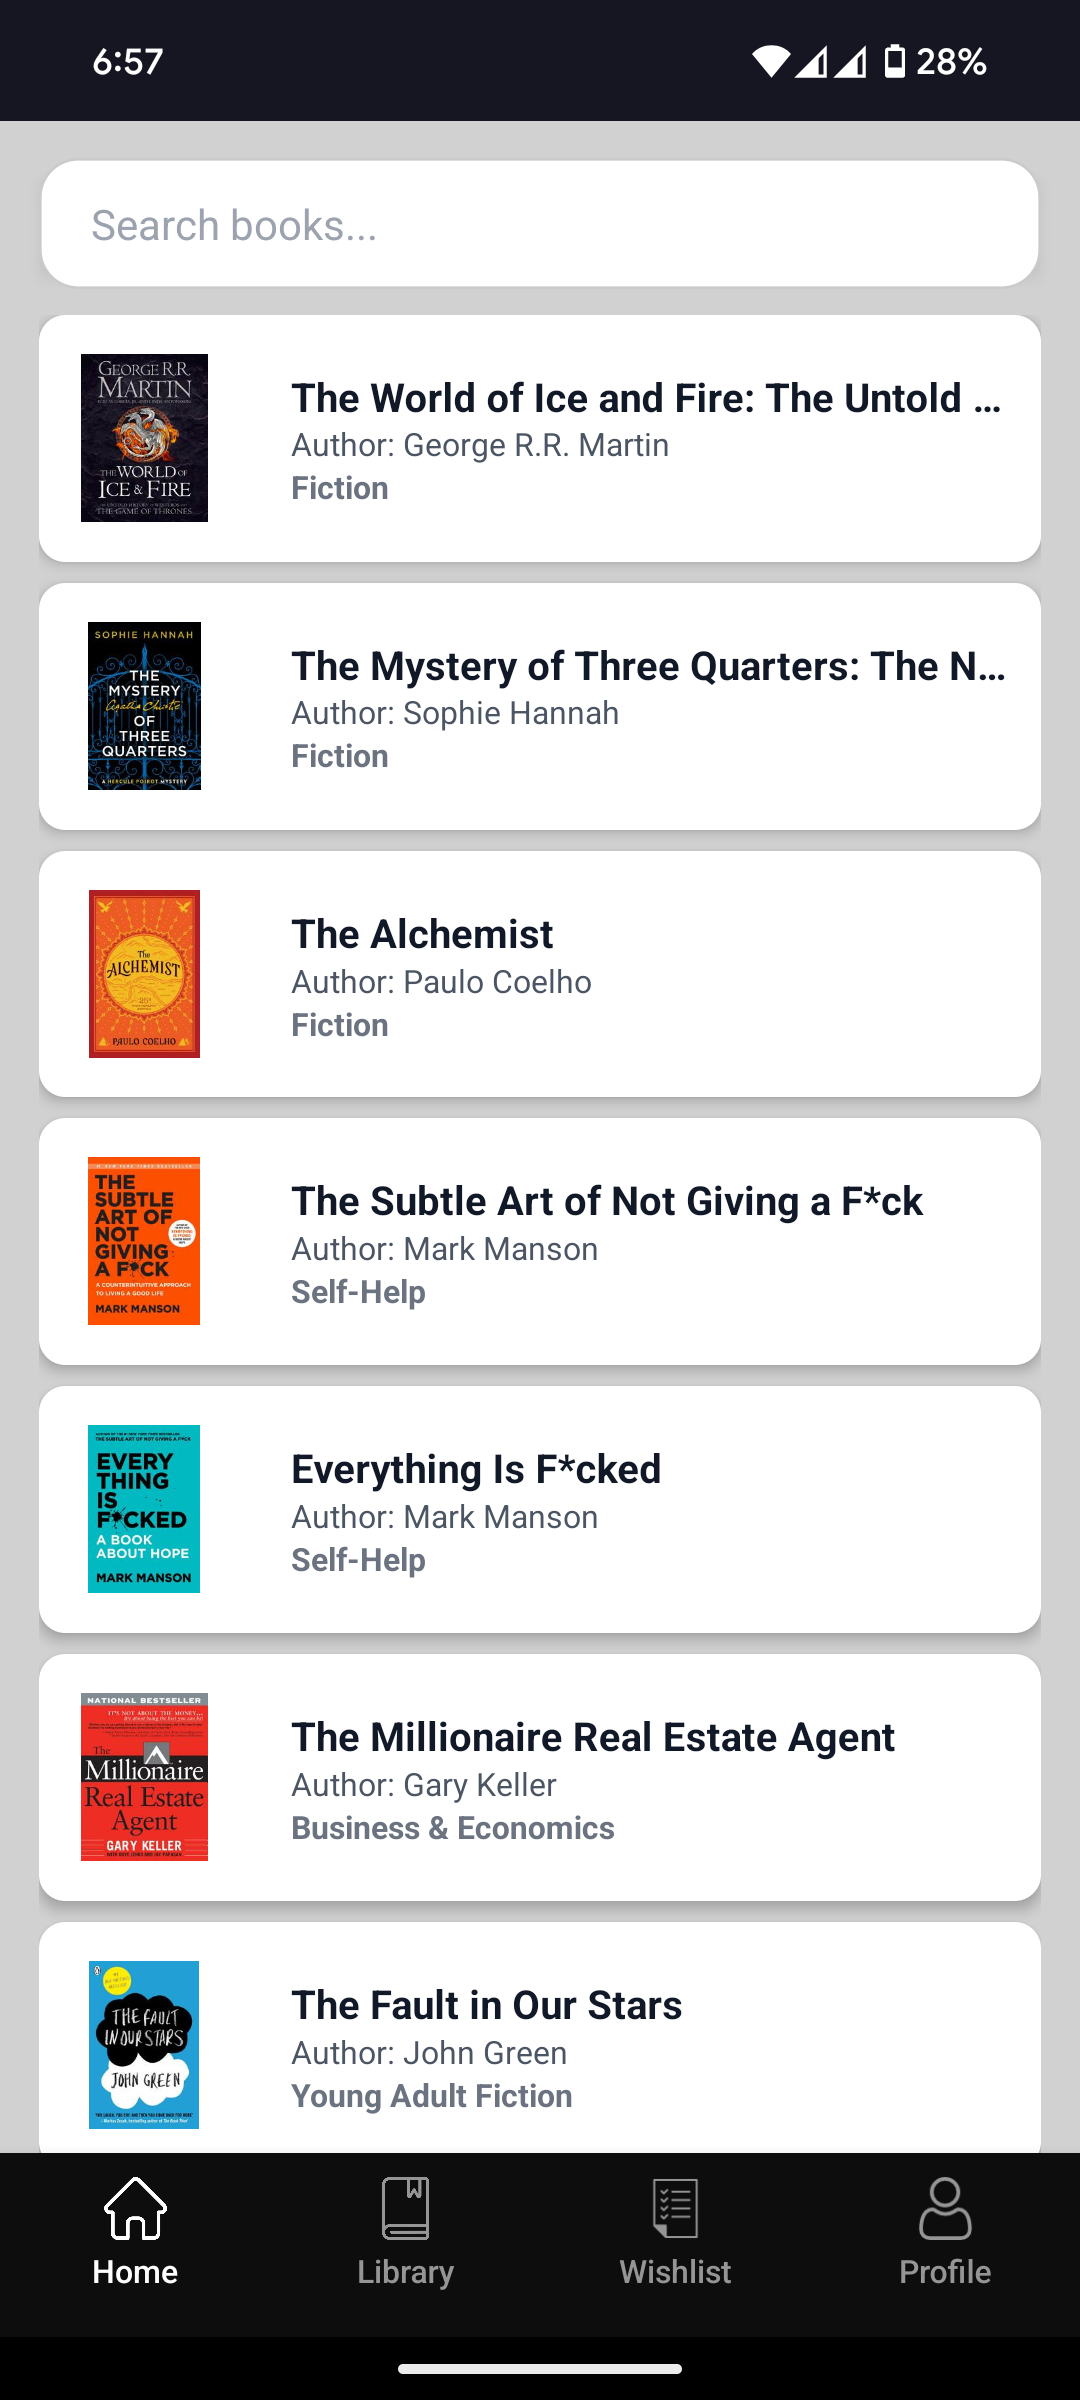 6:57
28%
Search books...
GEORGE R.R.
MARTIN
THE WORLD OF
ICE & FIRE
THE GAME OF THRONES
The World of Ice and Fire: The Untold ...
Author: George R.R. Martin
Fiction
SOPHIE HANNAH
THE
MYSTERY
Agatha Christie
OF
THREE
QUARTERS
A HERCULE POIROT MYSTERY
The Mystery of Three Quarters: The N...
Author: Sophie Hannah
Fiction
The
ALCHEMIST
PAULO COELHO
The Alchemist
Author: Paulo Coelho
Fiction
THE
SUBTLE
ART OF
NOT
GIVING
A F*CK
A COUNTERINTUITIVE APPROACH
TO LIVING A GOOD LIFE
MARK MANSON
The Subtle Art of Not Giving a F*ck
Author: Mark Manson
Self-Help
EVERY
THING
IS
F*CKED
A BOOK
ABOUT HOPE
MARK MANSON
Everything Is F*cked
Author: Mark Manson
Self-Help
NATIONAL BESTSELLER
IT'S NOT ABOUT THE MONEY...
The
Millionaire
Real Estate
Agent
GARY KELLER
The Millionaire Real Estate Agent
Author: Gary Keller
Business & Economics
THE FAULT
IN OUR STARS
JOHN GREEN
The Fault in Our Stars
Author: John Green
Young Adult Fiction
Home
Library
Wishlist
Profile